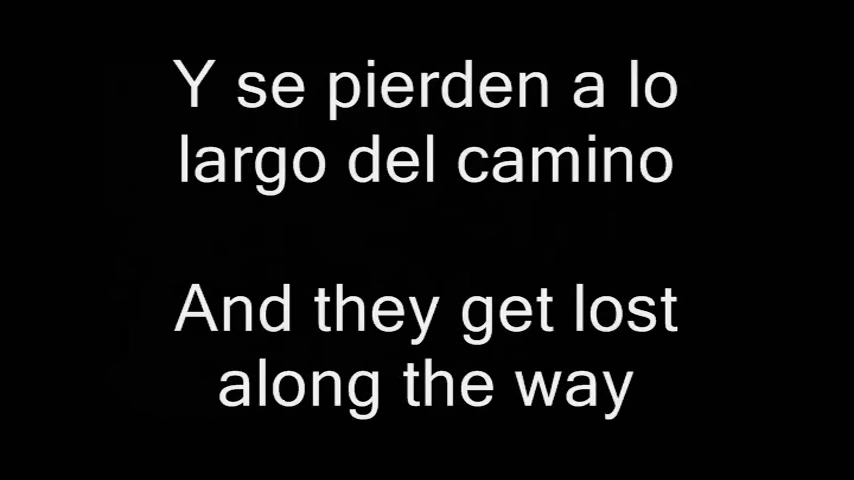 Y se pierden a lo
largo del camino
And they get lost
along the way